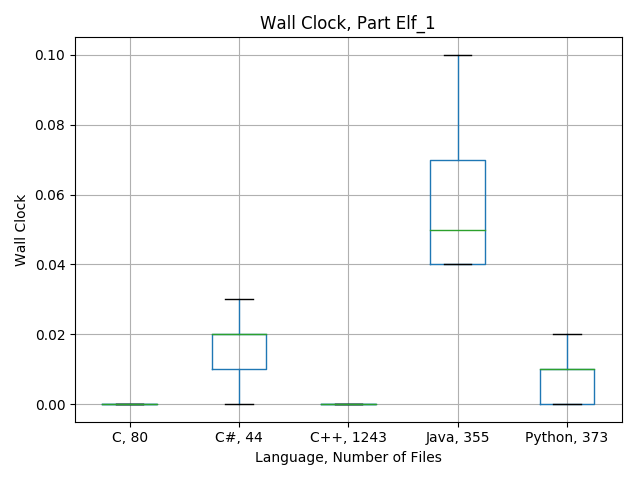 Wall Clock, Part Elf_1
0.10
0.08
0.06
0.04
0.02
0.00
Wall Clock
C, 80 C#, 44 C++, 1243 Java, 355 Python, 373
Language, Number of Files